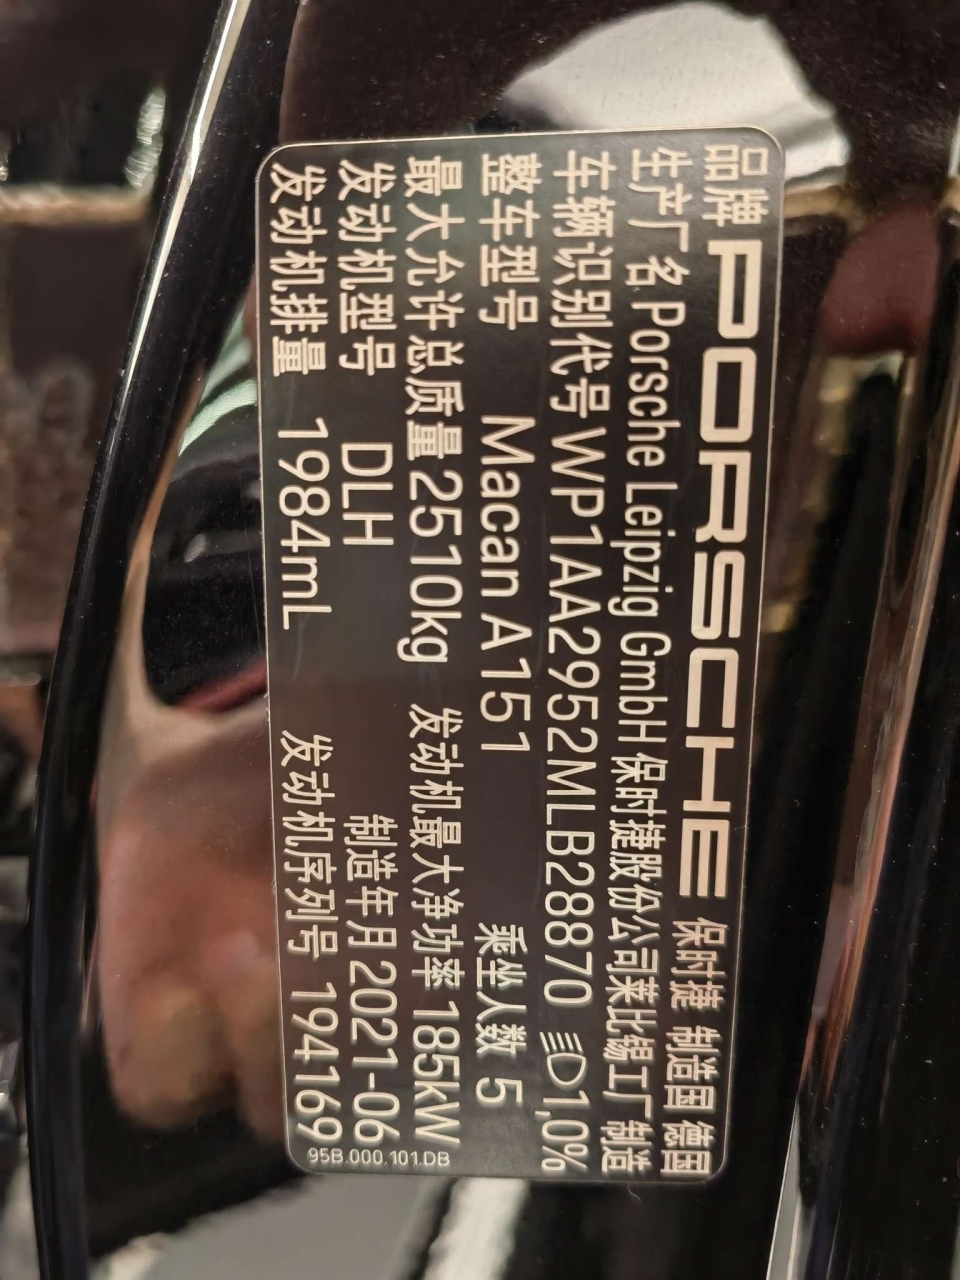 品牌 PORSCHE 保时捷 制造国 德国
生产厂名 Porsche Leipzig GmbH 保时捷股份公司莱比锡工厂制造
车辆识别代号 WP1AA2952MLB28870 1,0%
整车型号 Macan A151 乘坐人数 5
最大允许总质量 2510kg 发动机最大净功率 185kW
发动机型号 DLH 制造年月 2021-06
发动机排量 1984mL 发动机序列号 194169
95B.000.101.DB